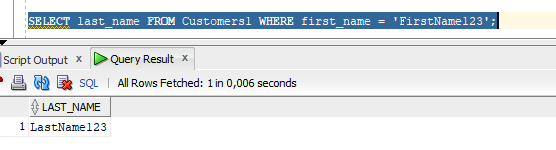 SELECT last_name FROM Customers1 WHERE first_name = 'FirstName123';
Script Output x Query Result x
SQL | All Rows Fetched: 1 in 0,006 seconds
LAST_NAME
1 LastName123